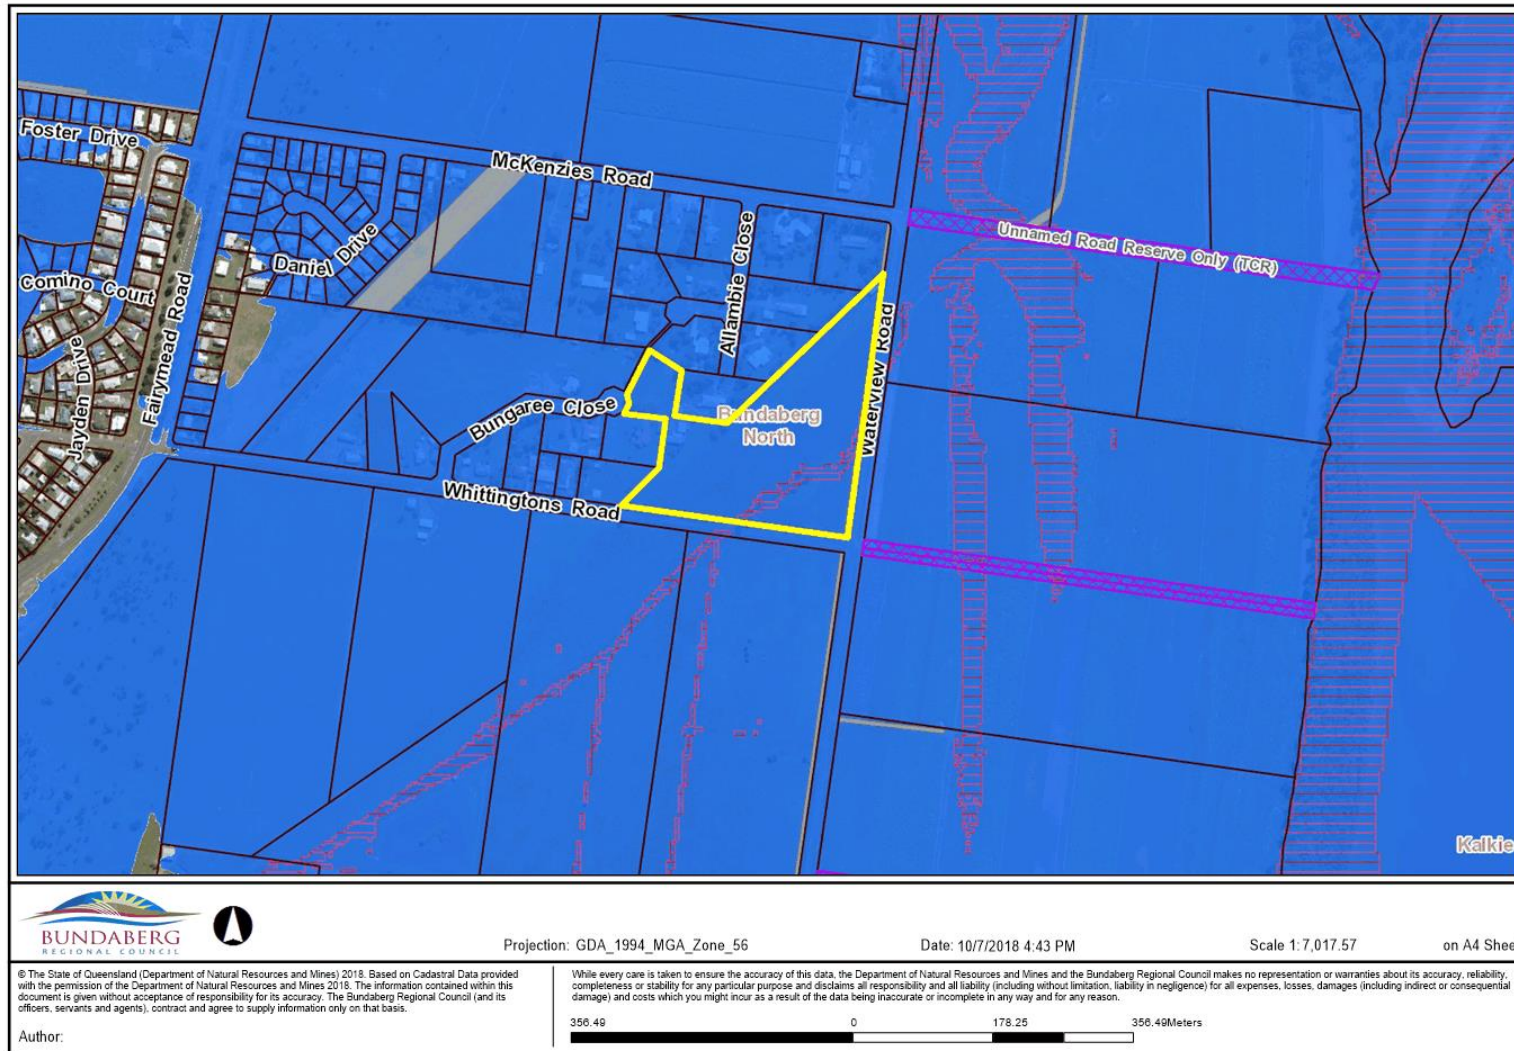 Foster Drive
McKenzies Road
Allambie Close
Unnamed Road Reserve Only (TCR)
Daniel Drive
Comino Court
Fairymead Road
Jayden Drive
Waterview Road
Bungaree Close
Bundaberg
North
Whittingtons Road
Kalkie
BUNDABERG
REGIONAL COUNCIL
Projection: GDA_1994_MGA_Zone_56
Date: 10/7/2018 4:43 PM
Scale 1:7,017.57
on A4 Shee
© The State of Queensland (Department of Natural Resources and Mines) 2018. Based on Cadastral Data provided
with the permission of the Department of Natural Resources and Mines 2018. The information contained within this
document is given without acceptance of responsibility for its accuracy. The Bundaberg Regional Council (and its
officers, servants and agents), contract and agree to supply information only on that basis.
Author:
While every care is taken to ensure the accuracy of this data, the Department of Natural Resources and Mines and the Bundaberg Regional Council makes no representation or warranties about its accuracy, reliability,
completeness or stability for any particular purpose and disclaims all responsibility and all liability (including without limitation, liability in negligence) for all expenses, losses, damages (including indirect or consequential
damage) and costs which you might incur as a result of the data being inaccurate or incomplete in any way and for any reason.
356.49 0 178.25 356.49Meters